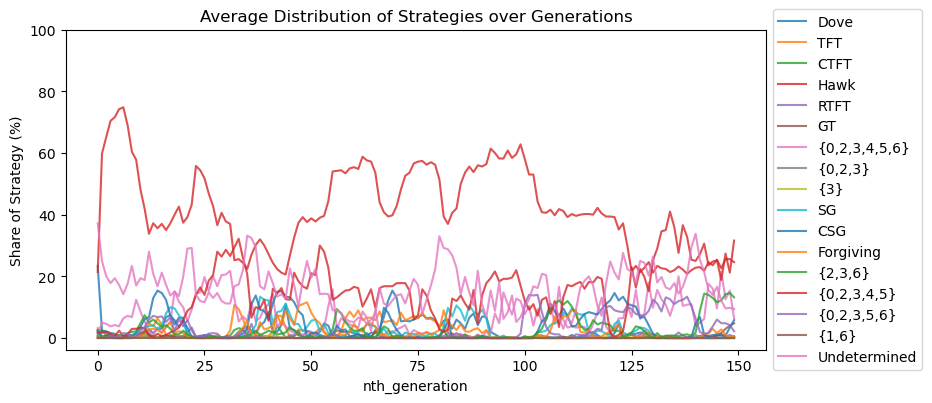 Average Distribution of Strategies over Generations
Share of Strategy (%)
100
80
60
40
20
0
0 25 50 75 100 125 150
nth_generation
Dove
TFT
CTFT
Hawk
RTFT
GT
{0,2,3,4,5,6}
{0,2,3}
{3}
SG
CSG
Forgiving
{2,3,6}
{0,2,3,4,5}
{0,2,3,5,6}
{1,6}
Undetermined